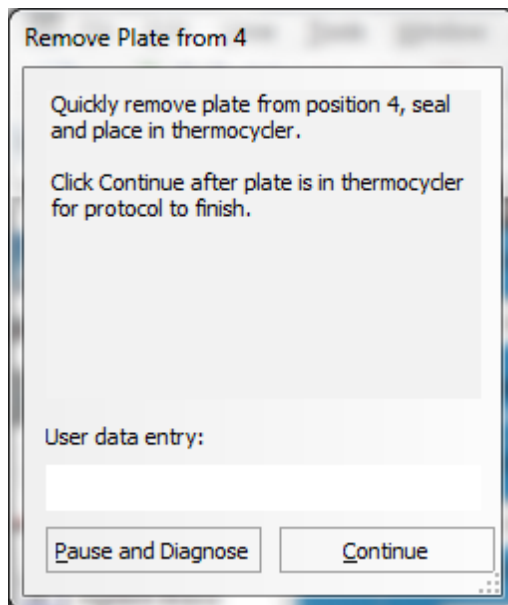 Remove Plate from 4
Quickly remove plate from position 4, seal
and place in thermocycler.
Click Continue after plate is in thermocycler
for protocol to finish.
User data entry:
Pause and Diagnose
Continue